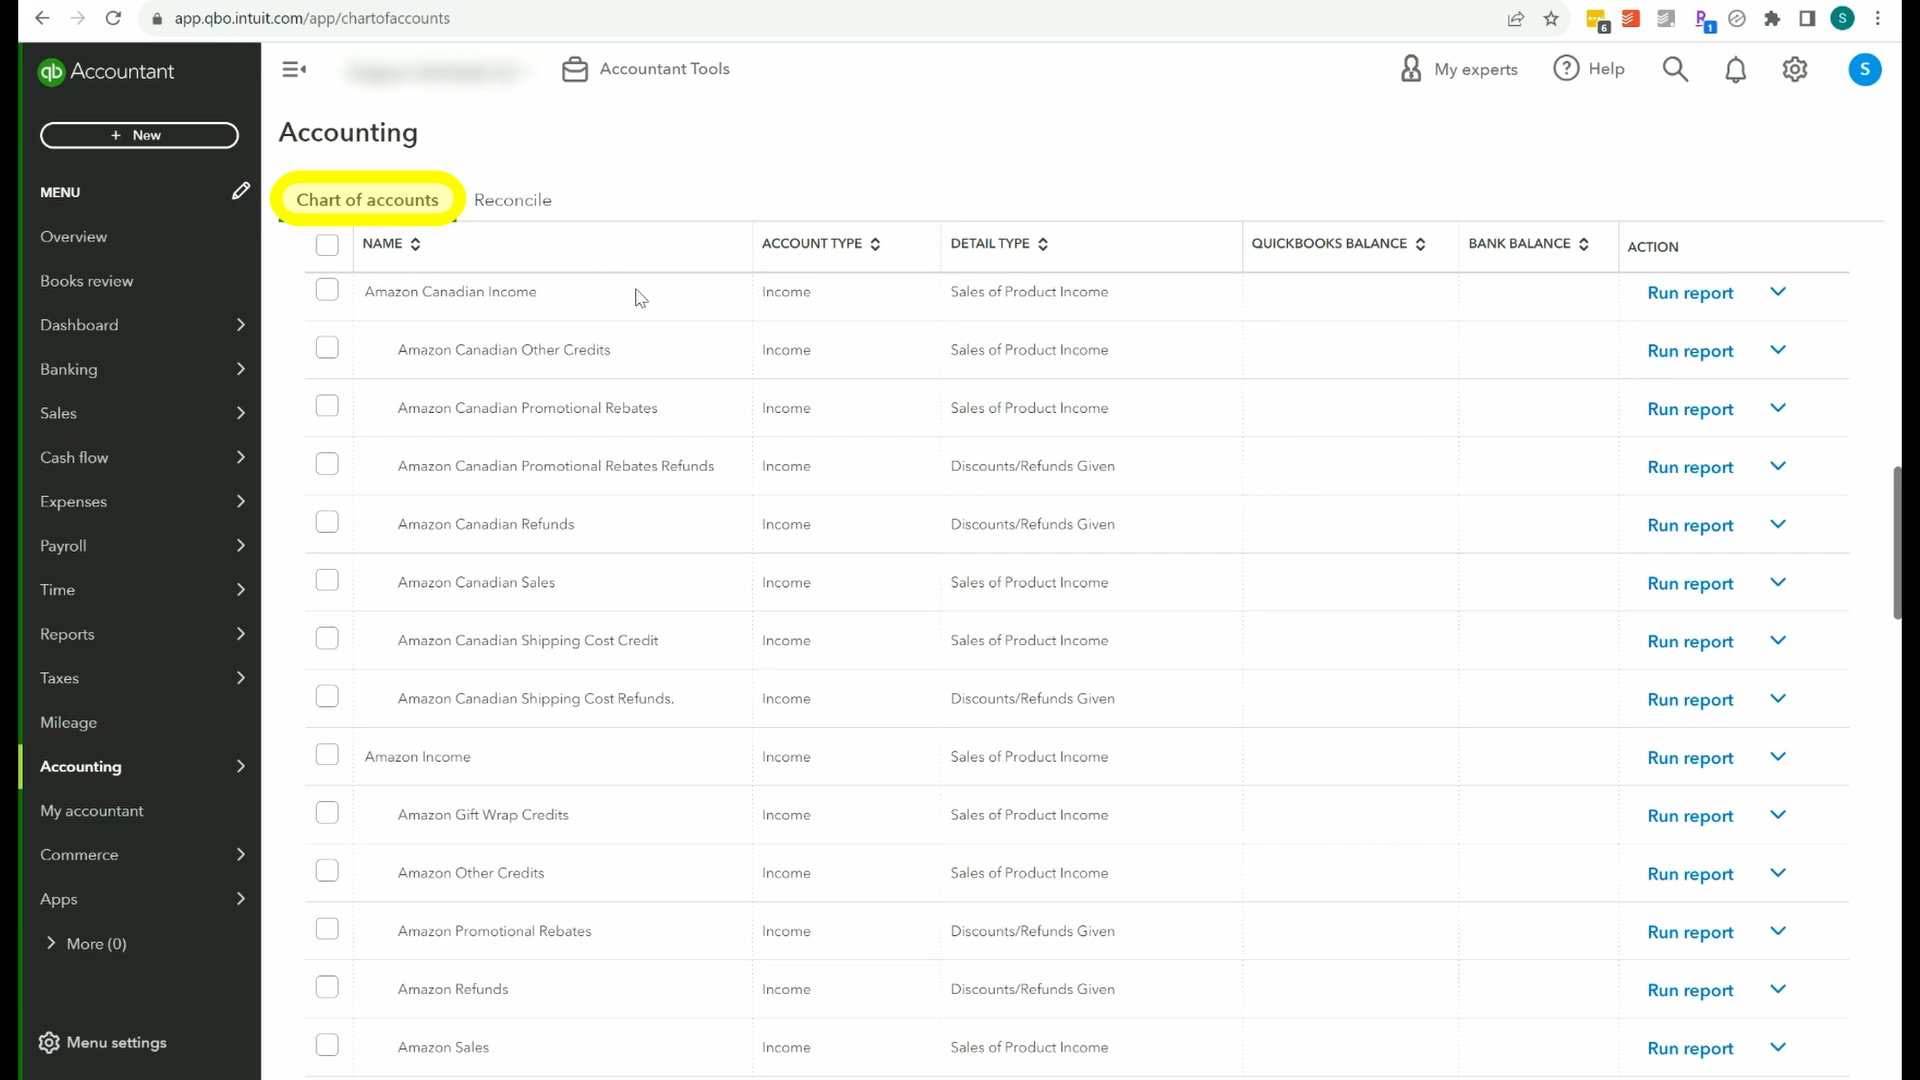 app.qbo.intuit.com/app/chartofaccounts
6
1
S
qb Accountant
Accountant Tools
My experts
Help
S
+ New
Accounting
MENU
Chart of accounts
Reconcile
Overview
Books review
Dashboard
Banking
Sales
Cash flow
Expenses
Payroll
Time
Reports
Taxes
Mileage
Accounting
My accountant
Commerce
Apps
More (0)
Menu settings
NAME ACCOUNT TYPE DETAIL TYPE QUICKBOOKS BALANCE BANK BALANCE ACTION
Amazon Canadian Income Income Sales of Product Income Run report
Amazon Canadian Other Credits Income Sales of Product Income Run report
Amazon Canadian Promotional Rebates Income Sales of Product Income Run report
Amazon Canadian Promotional Rebates Refunds Income Discounts/Refunds Given Run report
Amazon Canadian Refunds Income Discounts/Refunds Given Run report
Amazon Canadian Sales Income Sales of Product Income Run report
Amazon Canadian Shipping Cost Credit Income Sales of Product Income Run report
Amazon Canadian Shipping Cost Refunds. Income Discounts/Refunds Given Run report
Amazon Income Income Sales of Product Income Run report
Amazon Gift Wrap Credits Income Sales of Product Income Run report
Amazon Other Credits Income Sales of Product Income Run report
Amazon Promotional Rebates Income Discounts/Refunds Given Run report
Amazon Refunds Income Discounts/Refunds Given Run report
Amazon Sales Income Sales of Product Income Run report